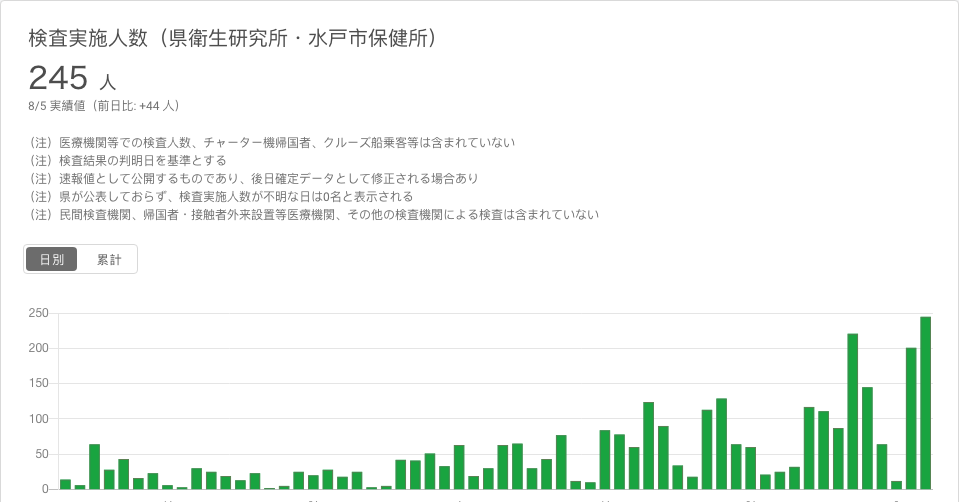 検査実施人数（県衛生研究所・水戸市保健所）
245 人
8/5 実績値（前日比: +44 人）
（注）医療機関等での検査人数、チャーター機帰国者、クルーズ船乗客等は含まれていない
（注）検査結果の判明日を基準とする
（注）速報値として公開するものであり、後日確定データとして修正される場合あり
（注）県が公表しておらず、検査実施人数が不明な日は0名と表示される
（注）民間検査機関、帰国者・接触者外来設置等医療機関、その他の検査機関による検査は含まれていない
日別 累計
250
200
150
100
50
0